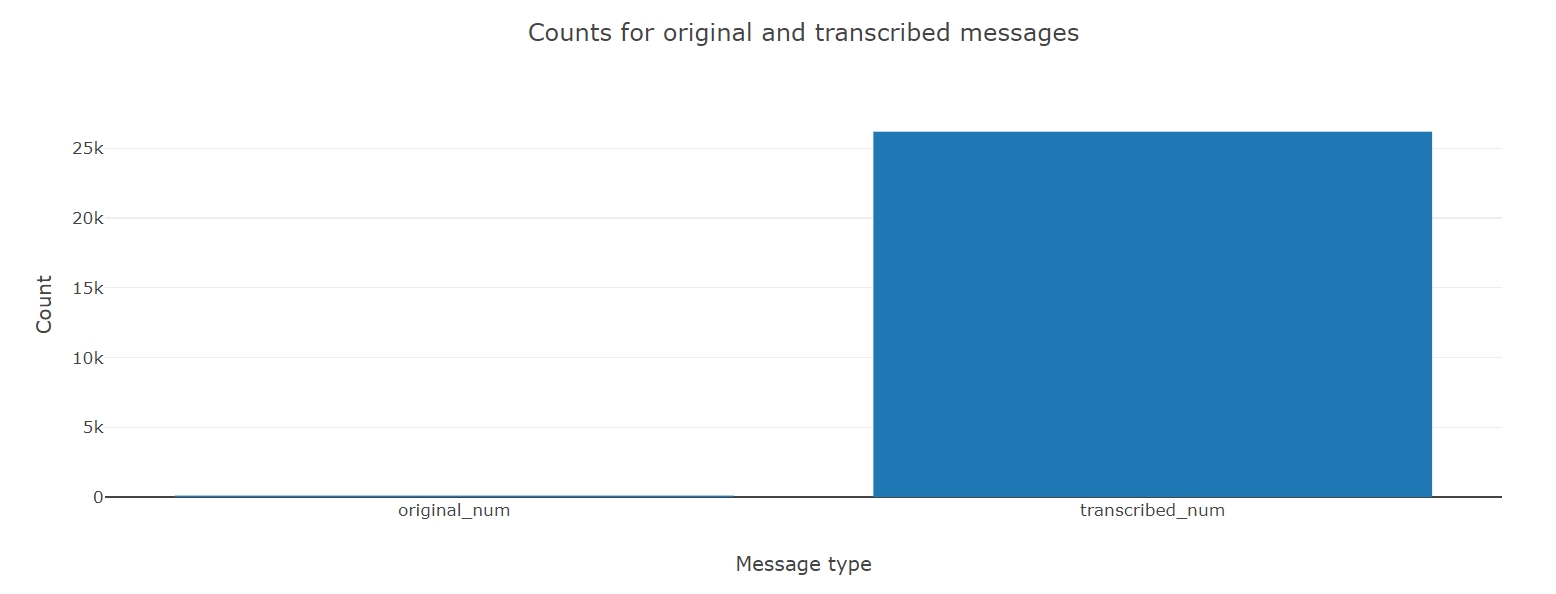 Counts for original and transcribed messages
25k
20k
15k
10k
5k
0
Count
original_num transcribed_num
Message type